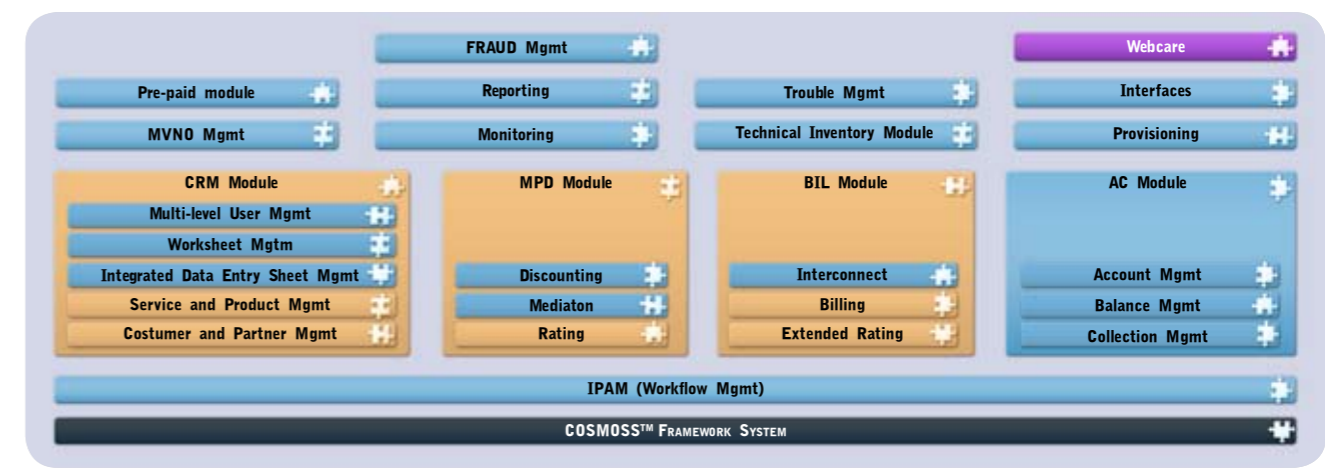 FRAUD Mgmt
Webcare
Pre-paid module
Reporting
Trouble Mgmt
Interfaces
MVNO Mgmt
Monitoring
Technical Inventory Module
Provisioning
CRM Module
Multi-level User Mgmt
Worksheet Mgtm
Integrated Data Entry Sheet Mgmt
Service and Product Mgmt
Costumer and Partner Mgmt
MPD Module
Discounting
Mediaton
Rating
BIL Module
Interconnect
Billing
Extended Rating
AC Module
Account Mgmt
Balance Mgmt
Collection Mgmt
IPAM (Workflow Mgmt)
COSMOSS™ FRAMEWORK SYSTEM